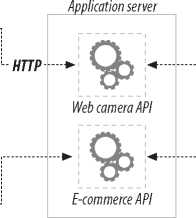 Application server
HTTP
Web camera API
E-commerce API